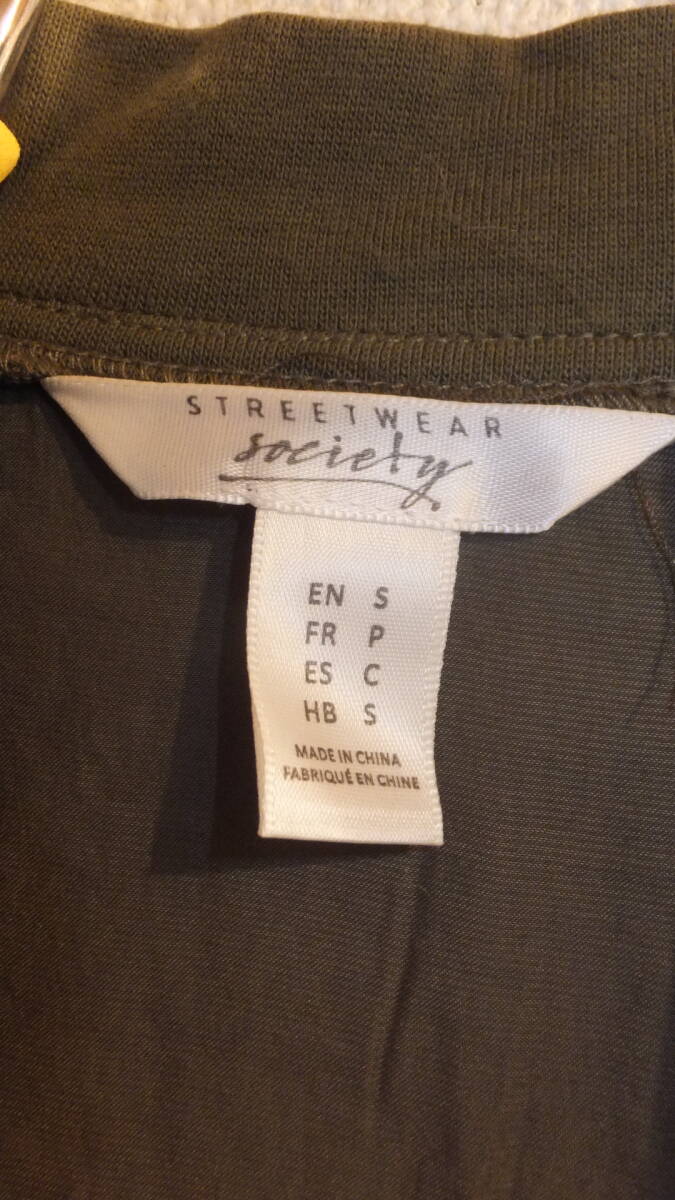 STREETWEAR
society
EN S
FR P
ES C
HB S
MADE IN CHINA
FABRIQUÉ EN CHINE